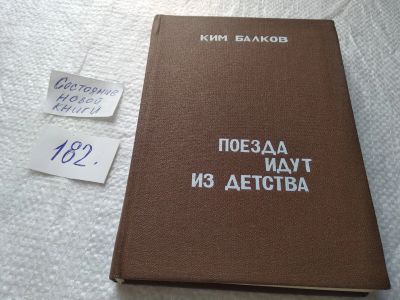 Состояние
новой
книги
182.
КИМ БАЛКОВ
ПОЕЗДА
ИДУТ
ИЗ ДЕТСТВА